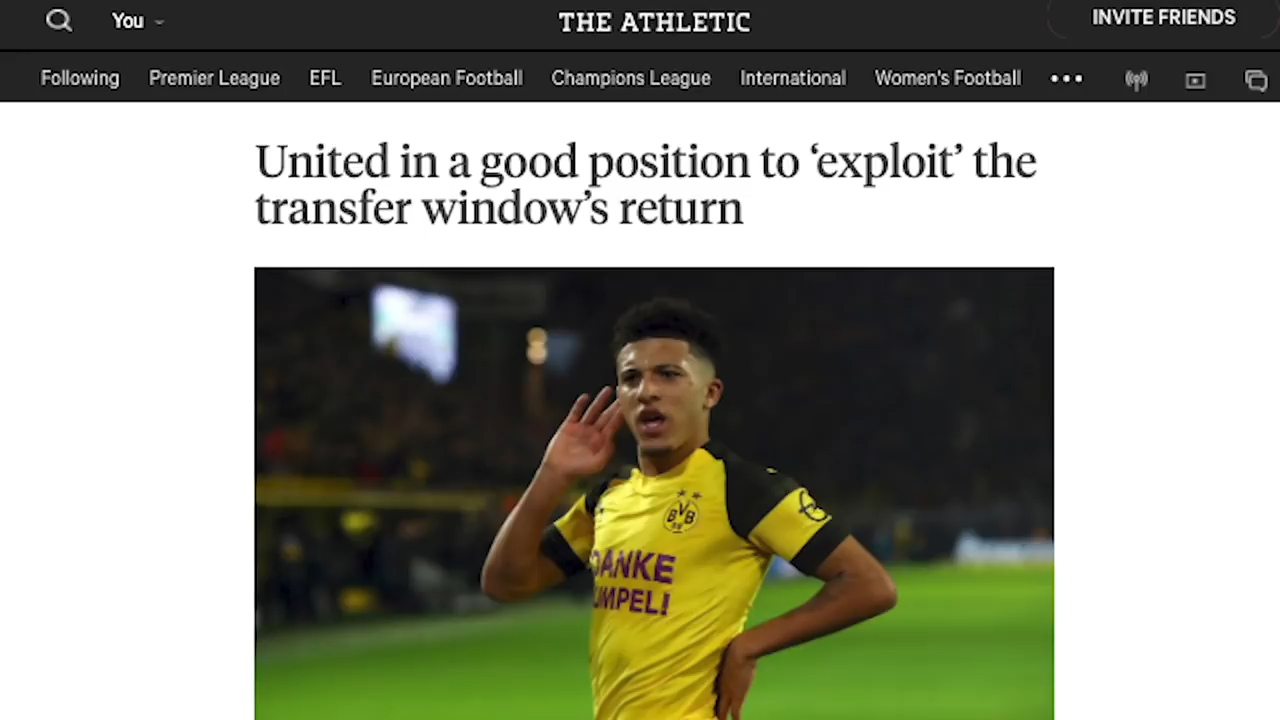 You
THE ATHLETIC
INVITE FRIENDS
Following Premier League EFL European Football Champions League International Women's Football
United in a good position to ‘exploit’ the
transfer window’s return
BVB
09
DANKE
UMPEL!